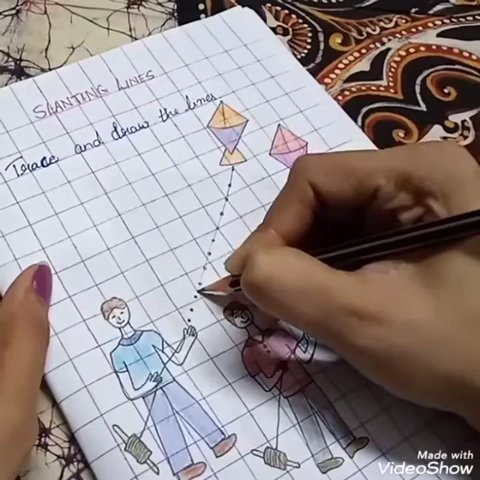 SLANTING LINES
Trace and draw the lines
Made with
VideoShow